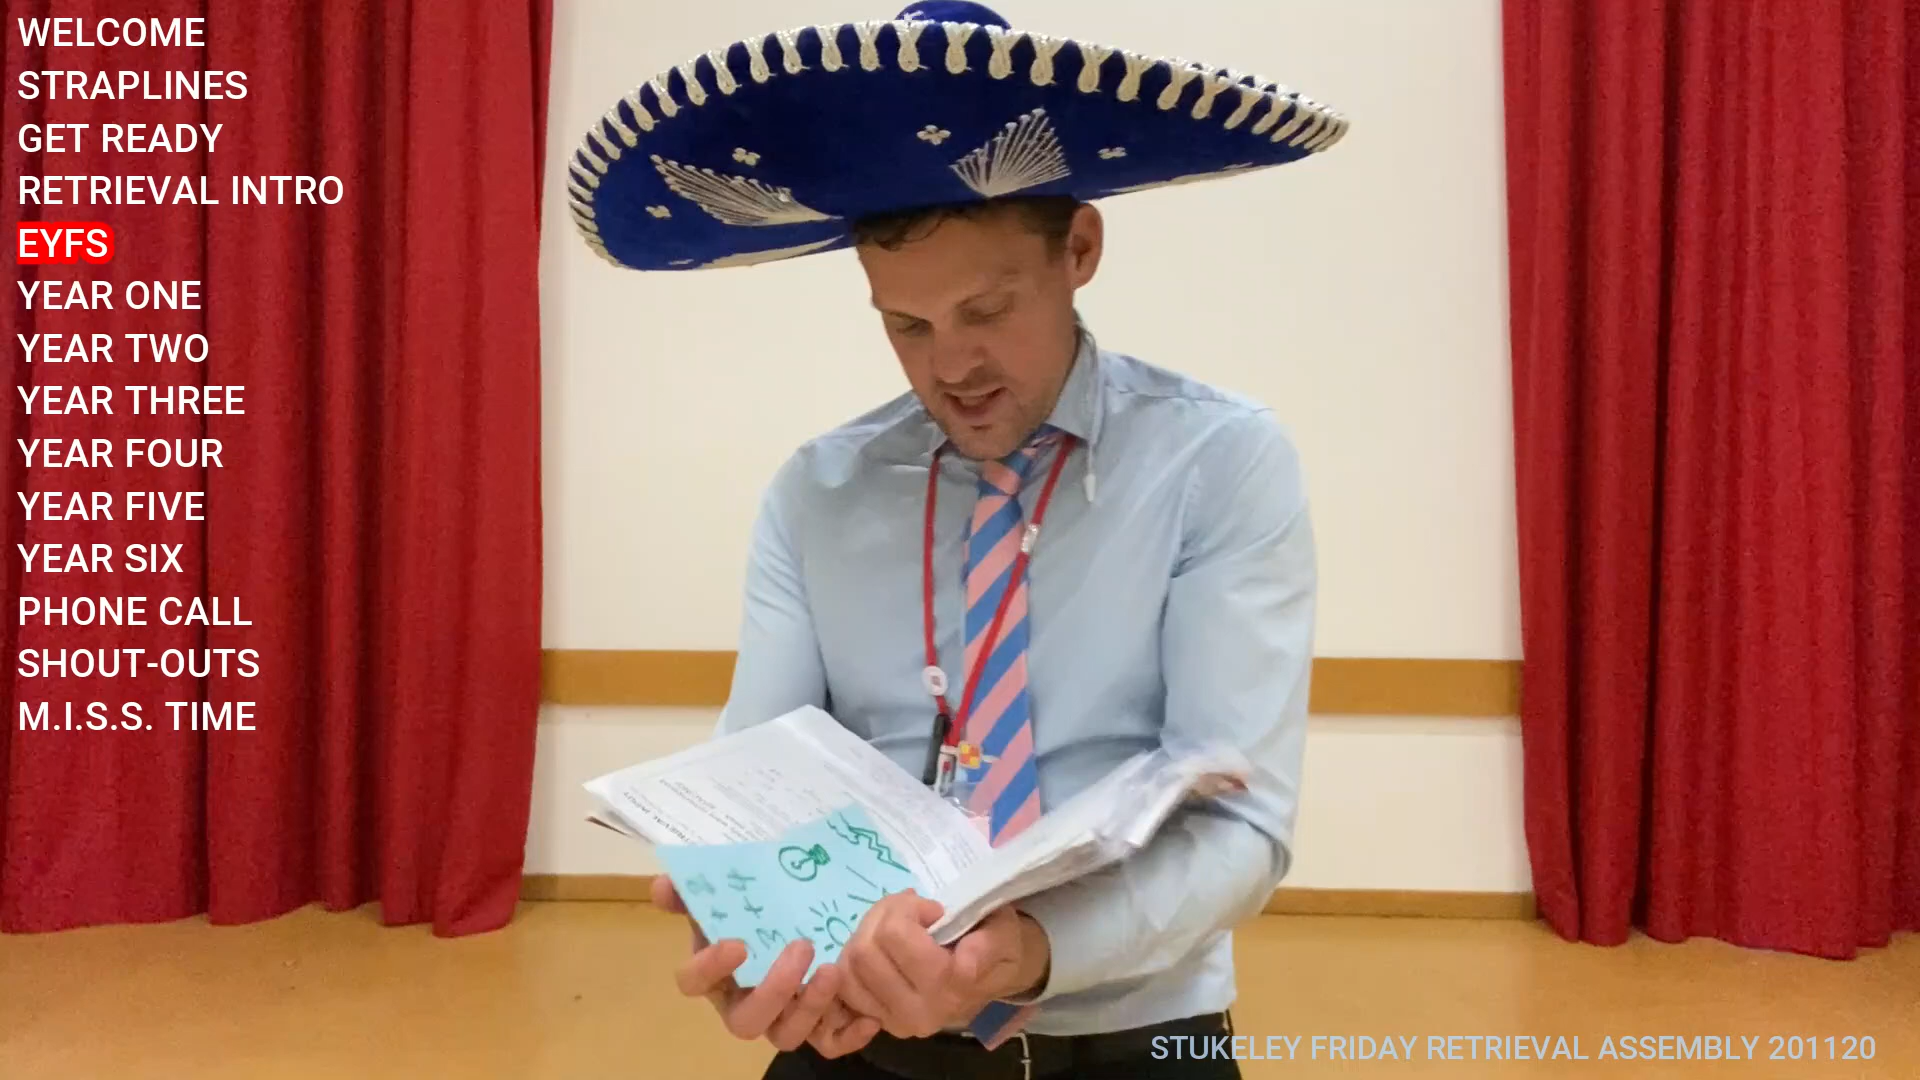 WELCOME
STRAPLINES
GET READY
RETRIEVAL INTRO
EYFS
YEAR ONE
YEAR TWO
YEAR THREE
YEAR FOUR
YEAR FIVE
YEAR SIX
PHONE CALL
SHOUT-OUTS
M.I.S.S. TIME
STUKELEY FRIDAY RETRIEVAL ASSEMBLY 201120